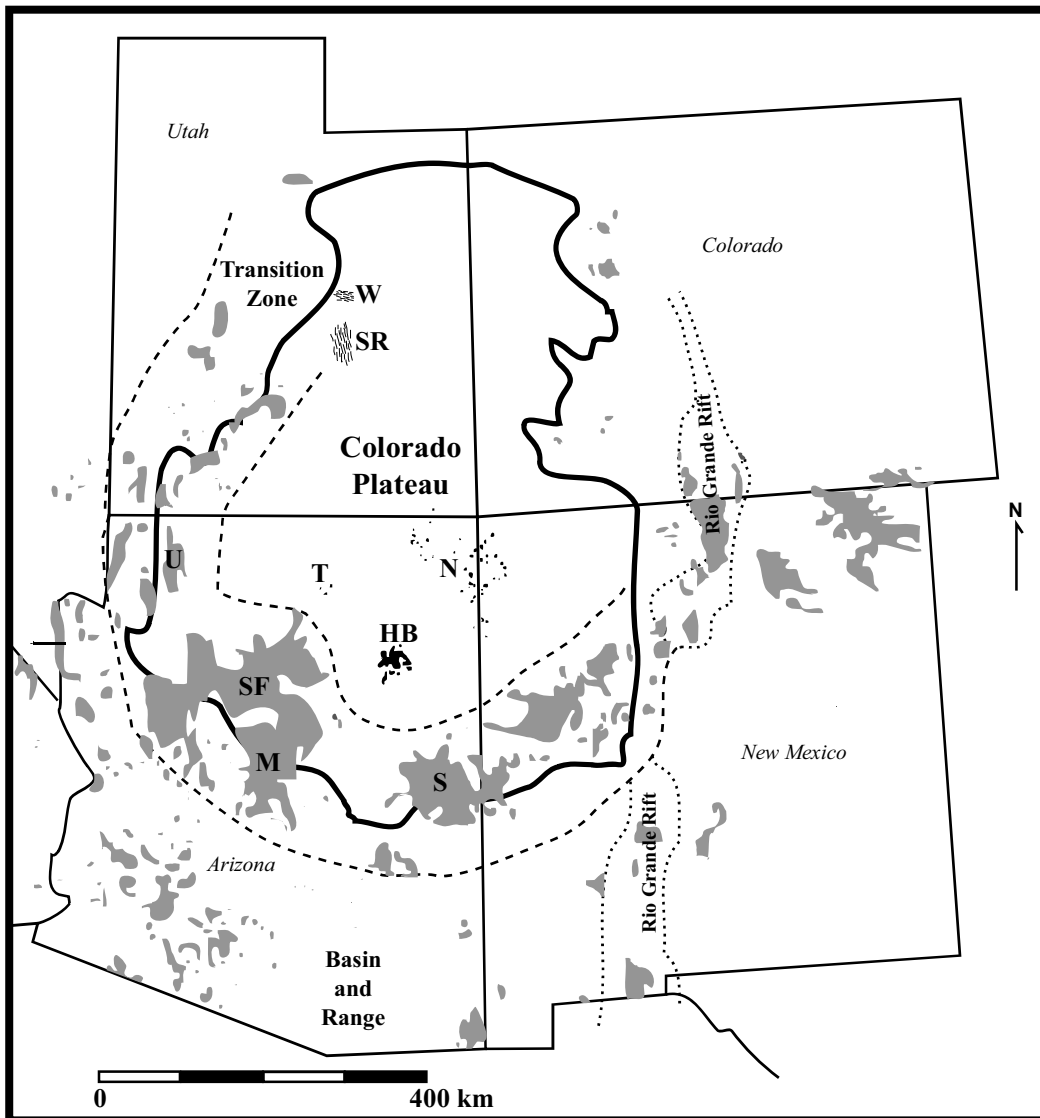 Utah
Colorado
Transition
Zone
W
SR
Rio Grande Rift
Colorado
Plateau
N
U
T
N
HB
SF
M
S
New Mexico
Arizona
Rio Grande Rift
Basin
and
Range
0
400 km